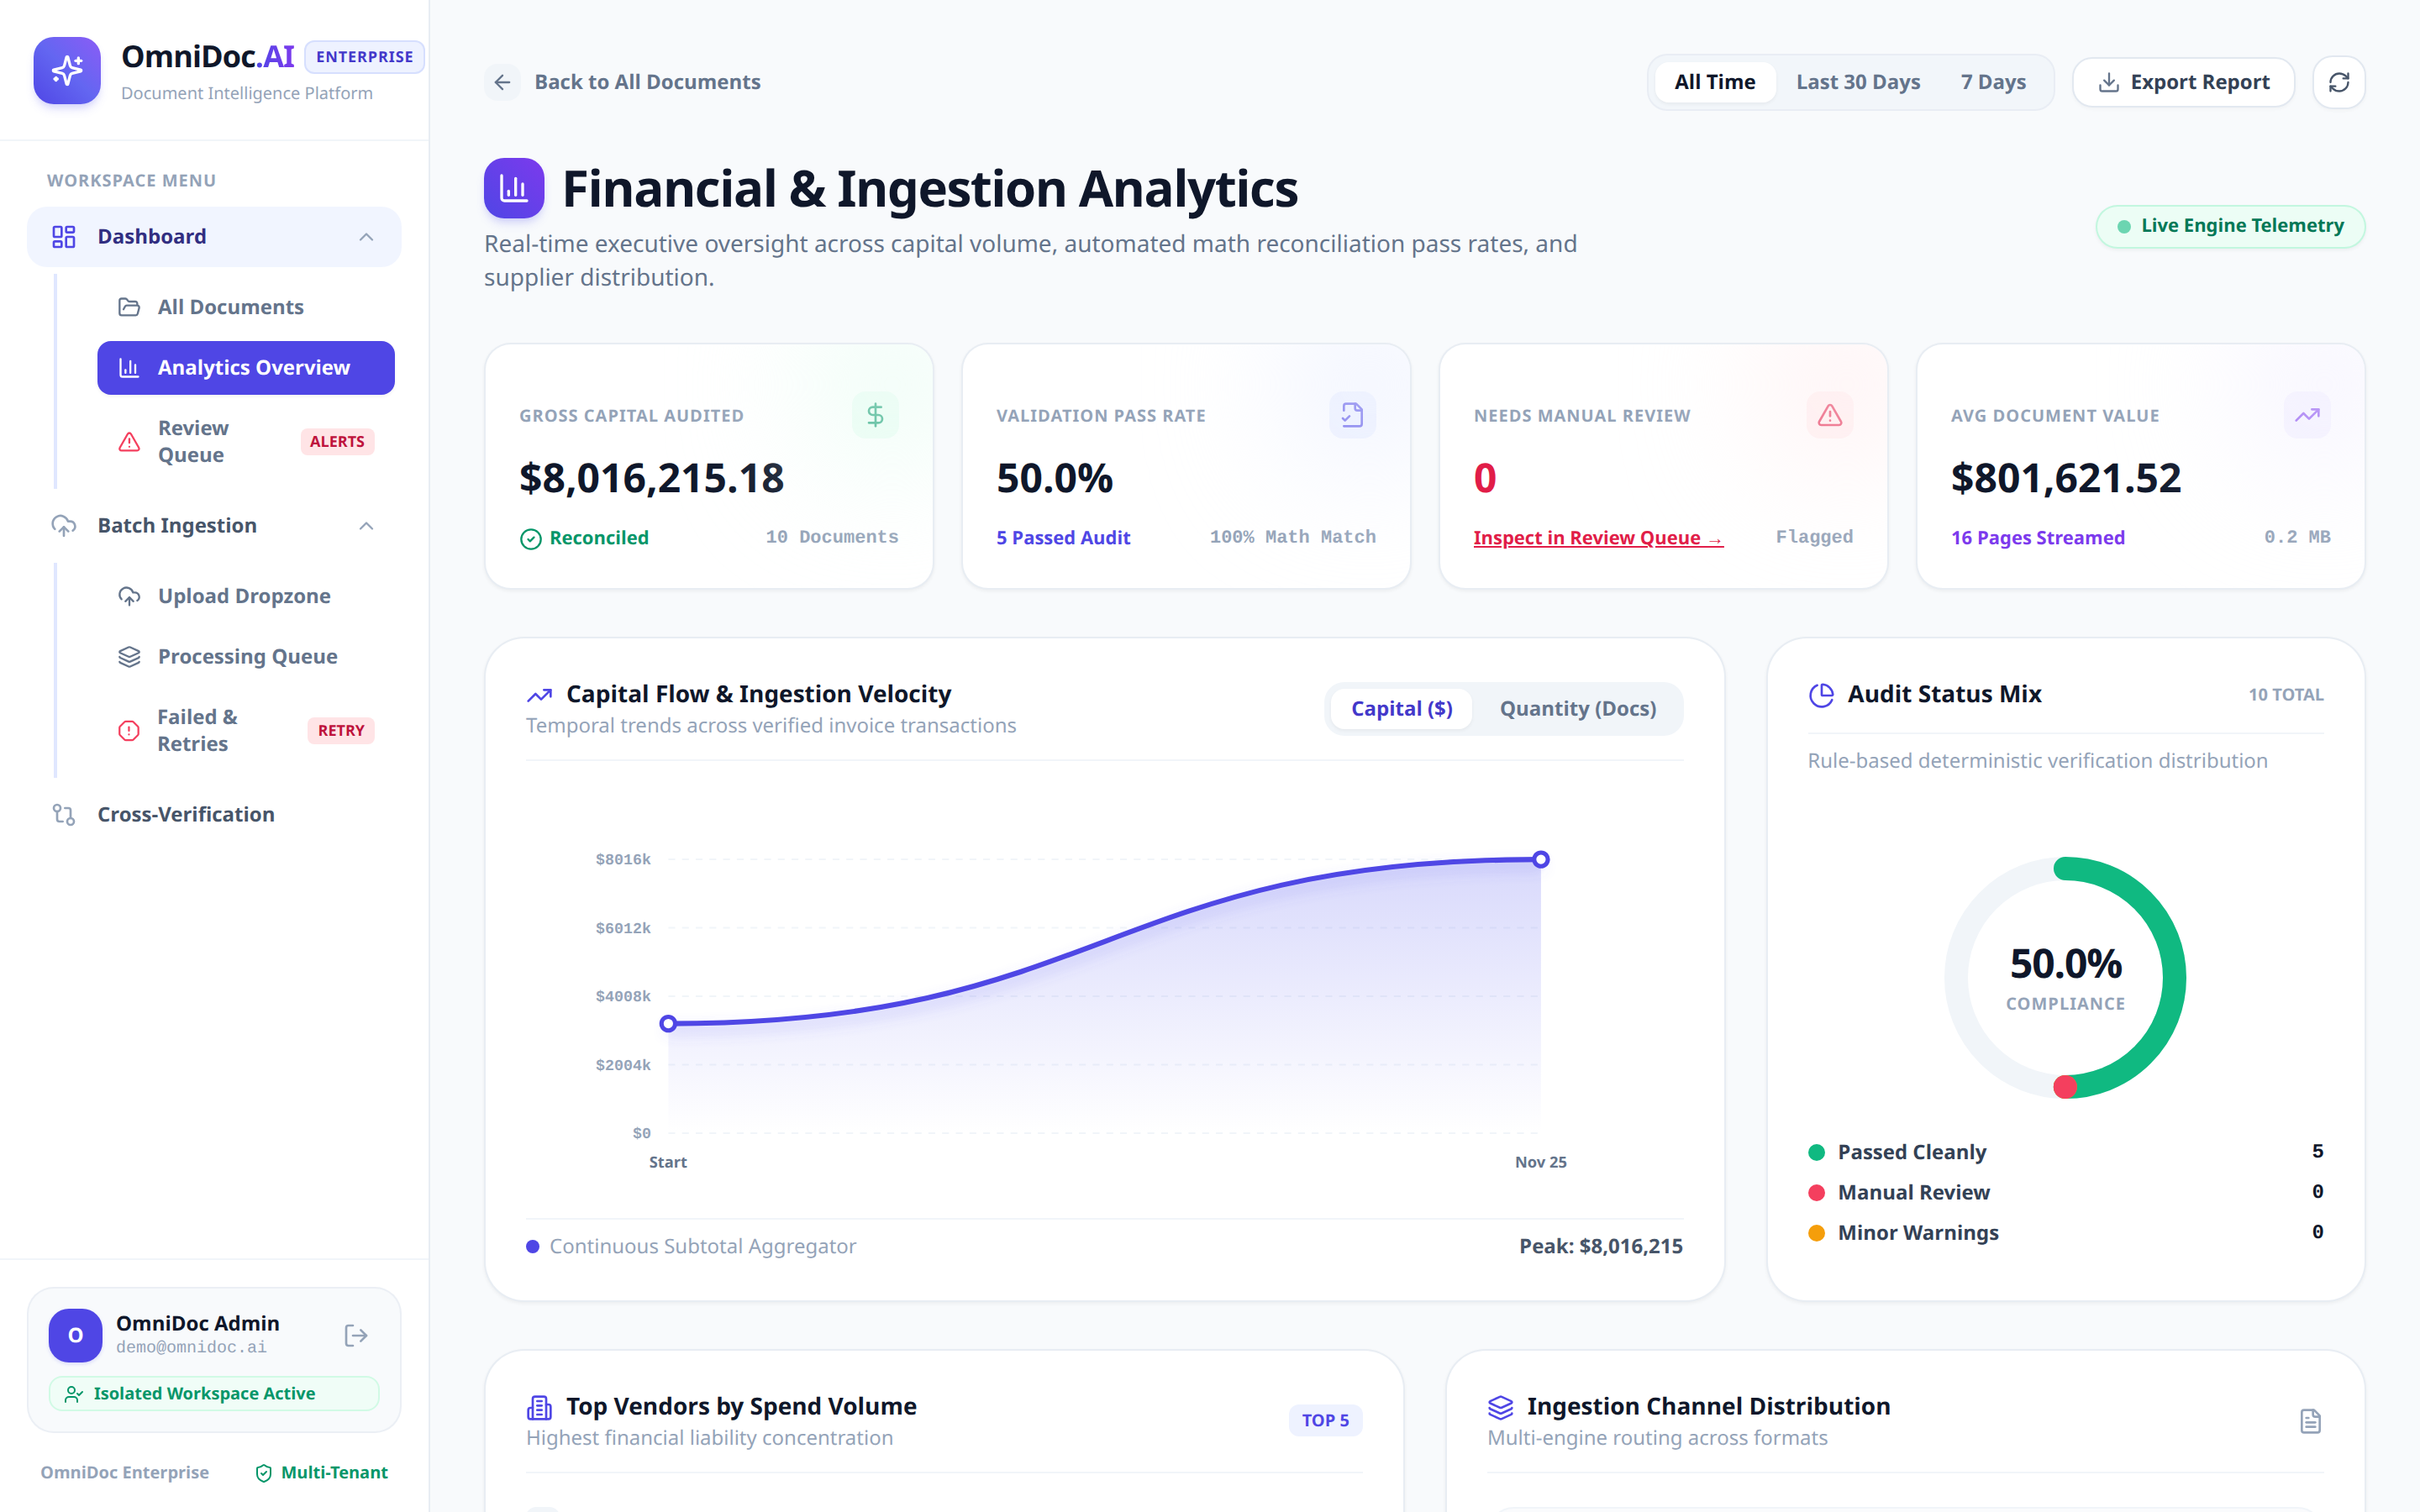 OmniDoc.AI ENTERPRISE
Document Intelligence Platform
WORKSPACE MENU
Dashboard
All Documents
Analytics Overview
Review
Queue
ALERTS
Batch Ingestion
Upload Dropzone
Processing Queue
Failed &
Retries
RETRY
Cross-Verification
O
OmniDoc Admin
demo@omnidoc.ai
Isolated Workspace Active
OmniDoc Enterprise Multi-Tenant
Back to All Documents
All Time Last 30 Days 7 Days Export Report
Financial & Ingestion Analytics
Real-time executive oversight across capital volume, automated math reconciliation pass rates, and
supplier distribution.
Live Engine Telemetry
GROSS CAPITAL AUDITED
$8,016,215.18
Reconciled 10 Documents
VALIDATION PASS RATE
50.0%
5 Passed Audit 100% Math Match
NEEDS MANUAL REVIEW
0
Inspect in Review Queue → Flagged
AVG DOCUMENT VALUE
$801,621.52
16 Pages Streamed 0.2 MB
Capital Flow & Ingestion Velocity
Temporal trends across verified invoice transactions
Capital ($) Quantity (Docs)
$8016k
$6012k
$4008k
$2004k
$0
Start Nov 25
Continuous Subtotal Aggregator Peak: $8,016,215
Audit Status Mix 10 TOTAL
Rule-based deterministic verification distribution
50.0%
COMPLIANCE
Passed Cleanly 5
Manual Review 0
Minor Warnings 0
Top Vendors by Spend Volume
Highest financial liability concentration
TOP 5
Ingestion Channel Distribution
Multi-engine routing across formats